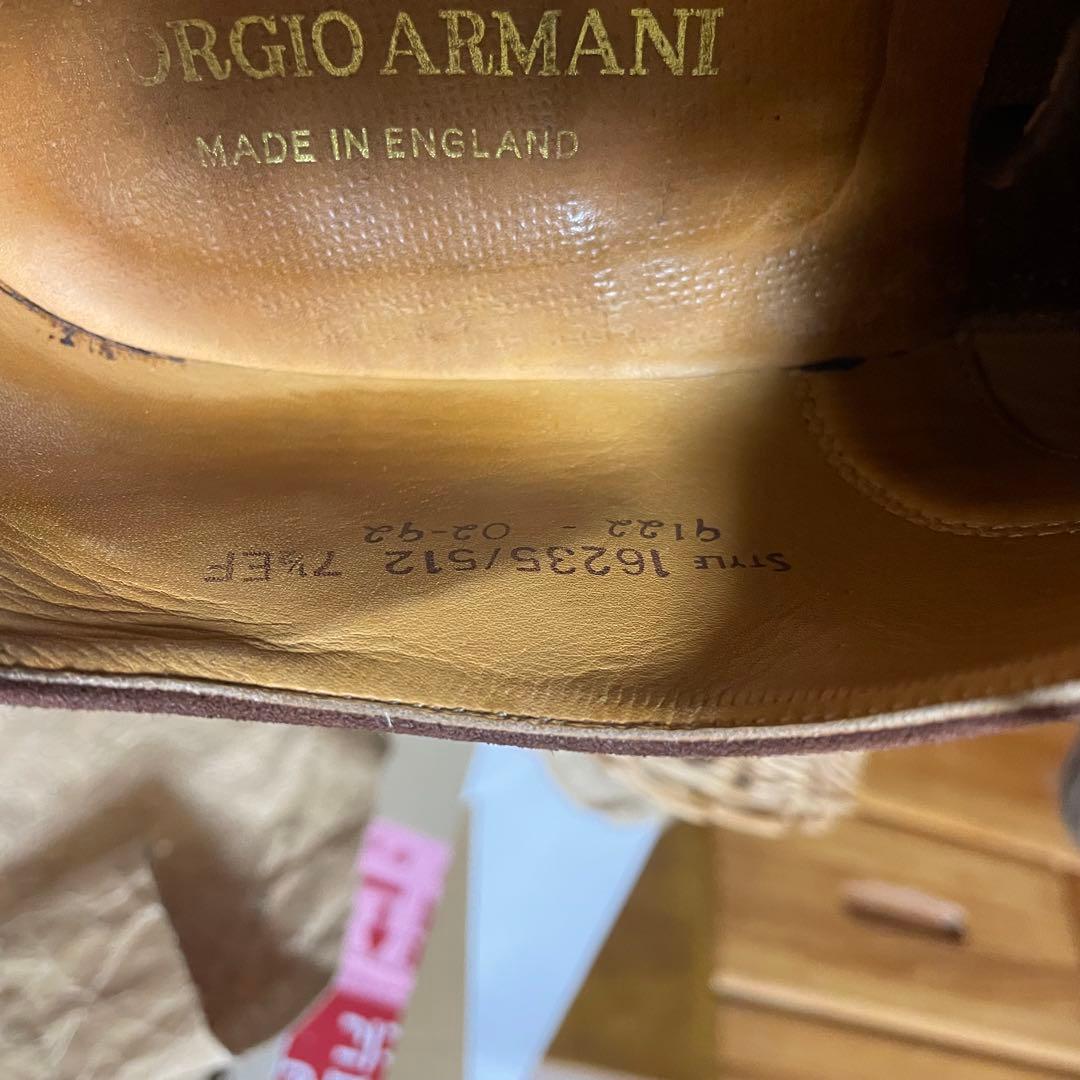 ORGIO ARMANI
MADE IN ENGLAND
STYLE 16235/512 7½EF
9122 - 02-92